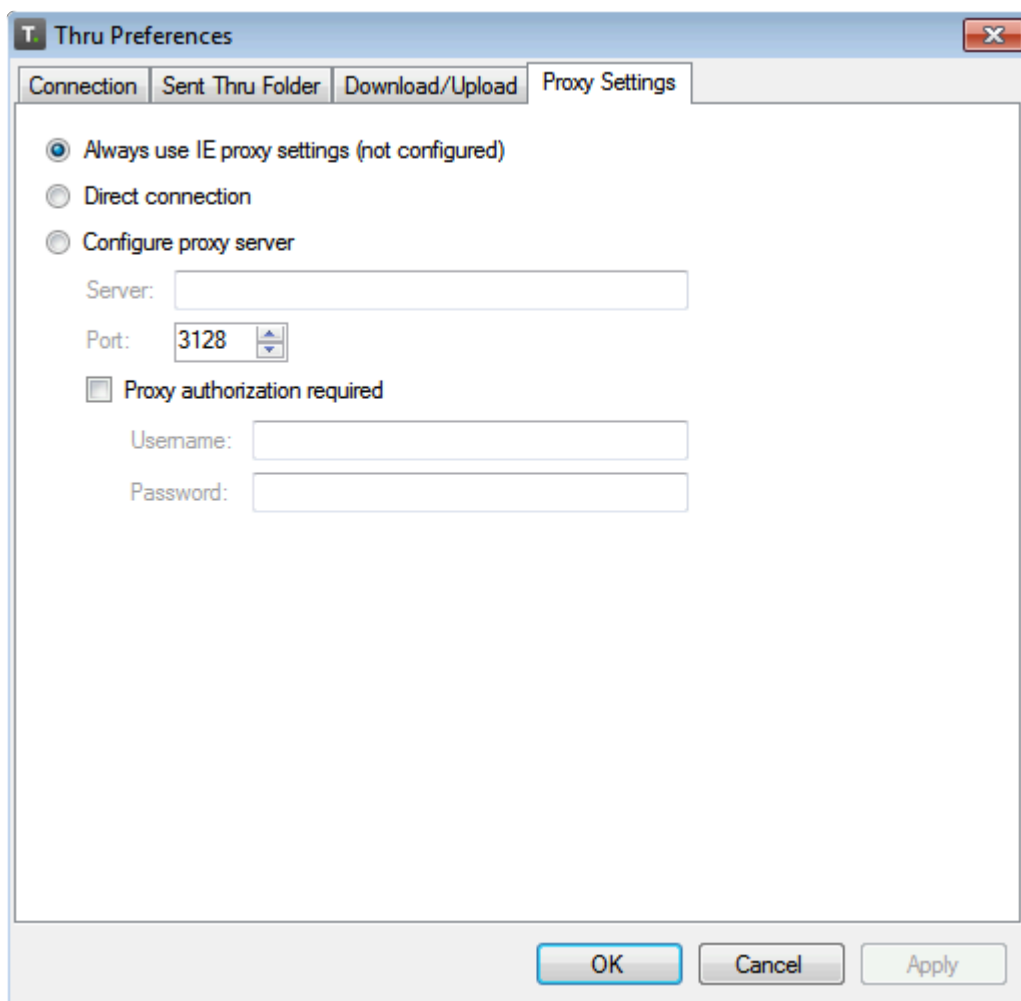 T. Thru Preferences
Connection Sent Thru Folder Download/Upload Proxy Settings
Always use IE proxy settings (not configured)
Direct connection
Configure proxy server
Server:
Port: 3128
Proxy authorization required
Username:
Password:
OK Cancel Apply